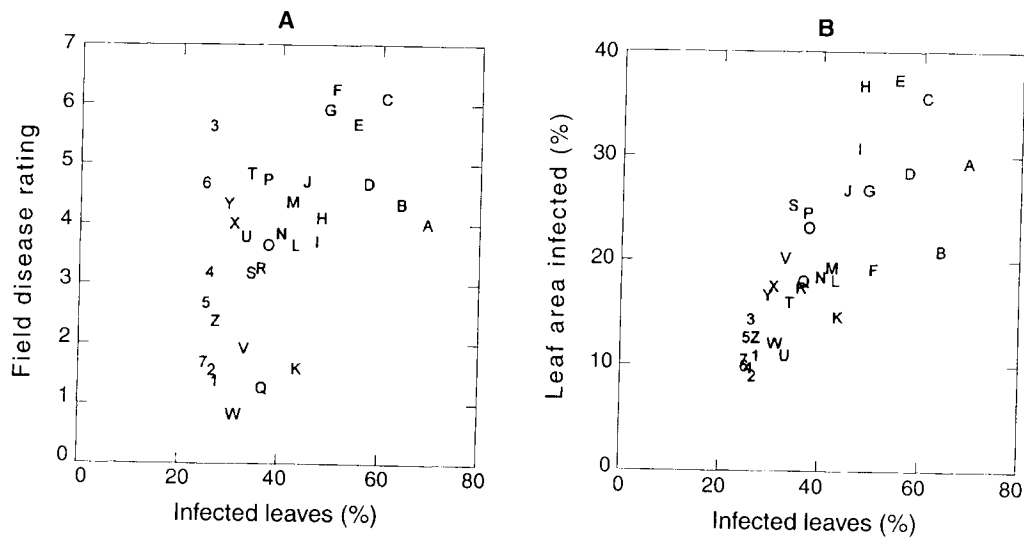 A
Field disease rating
7
6
5
4
3
2
1
0
F
G
C
3
E
T
P
6
J
D
Y
M
B
X
H
A
U
N
O
L
I
4
S
R
5
Z
V
7
2
K
1
Q
W
0 20 40 60 80
Infected leaves (%)
B
Leaf area infected (%)
40
30
20
10
0
H
E
C
I
A
D
J
G
S
P
O
V
B
M
F
N
Q
L
X
R
Y
T
3
K
5
Z
W
7
1
U
6
4
2
0 20 40 60 80
Infected leaves (%)